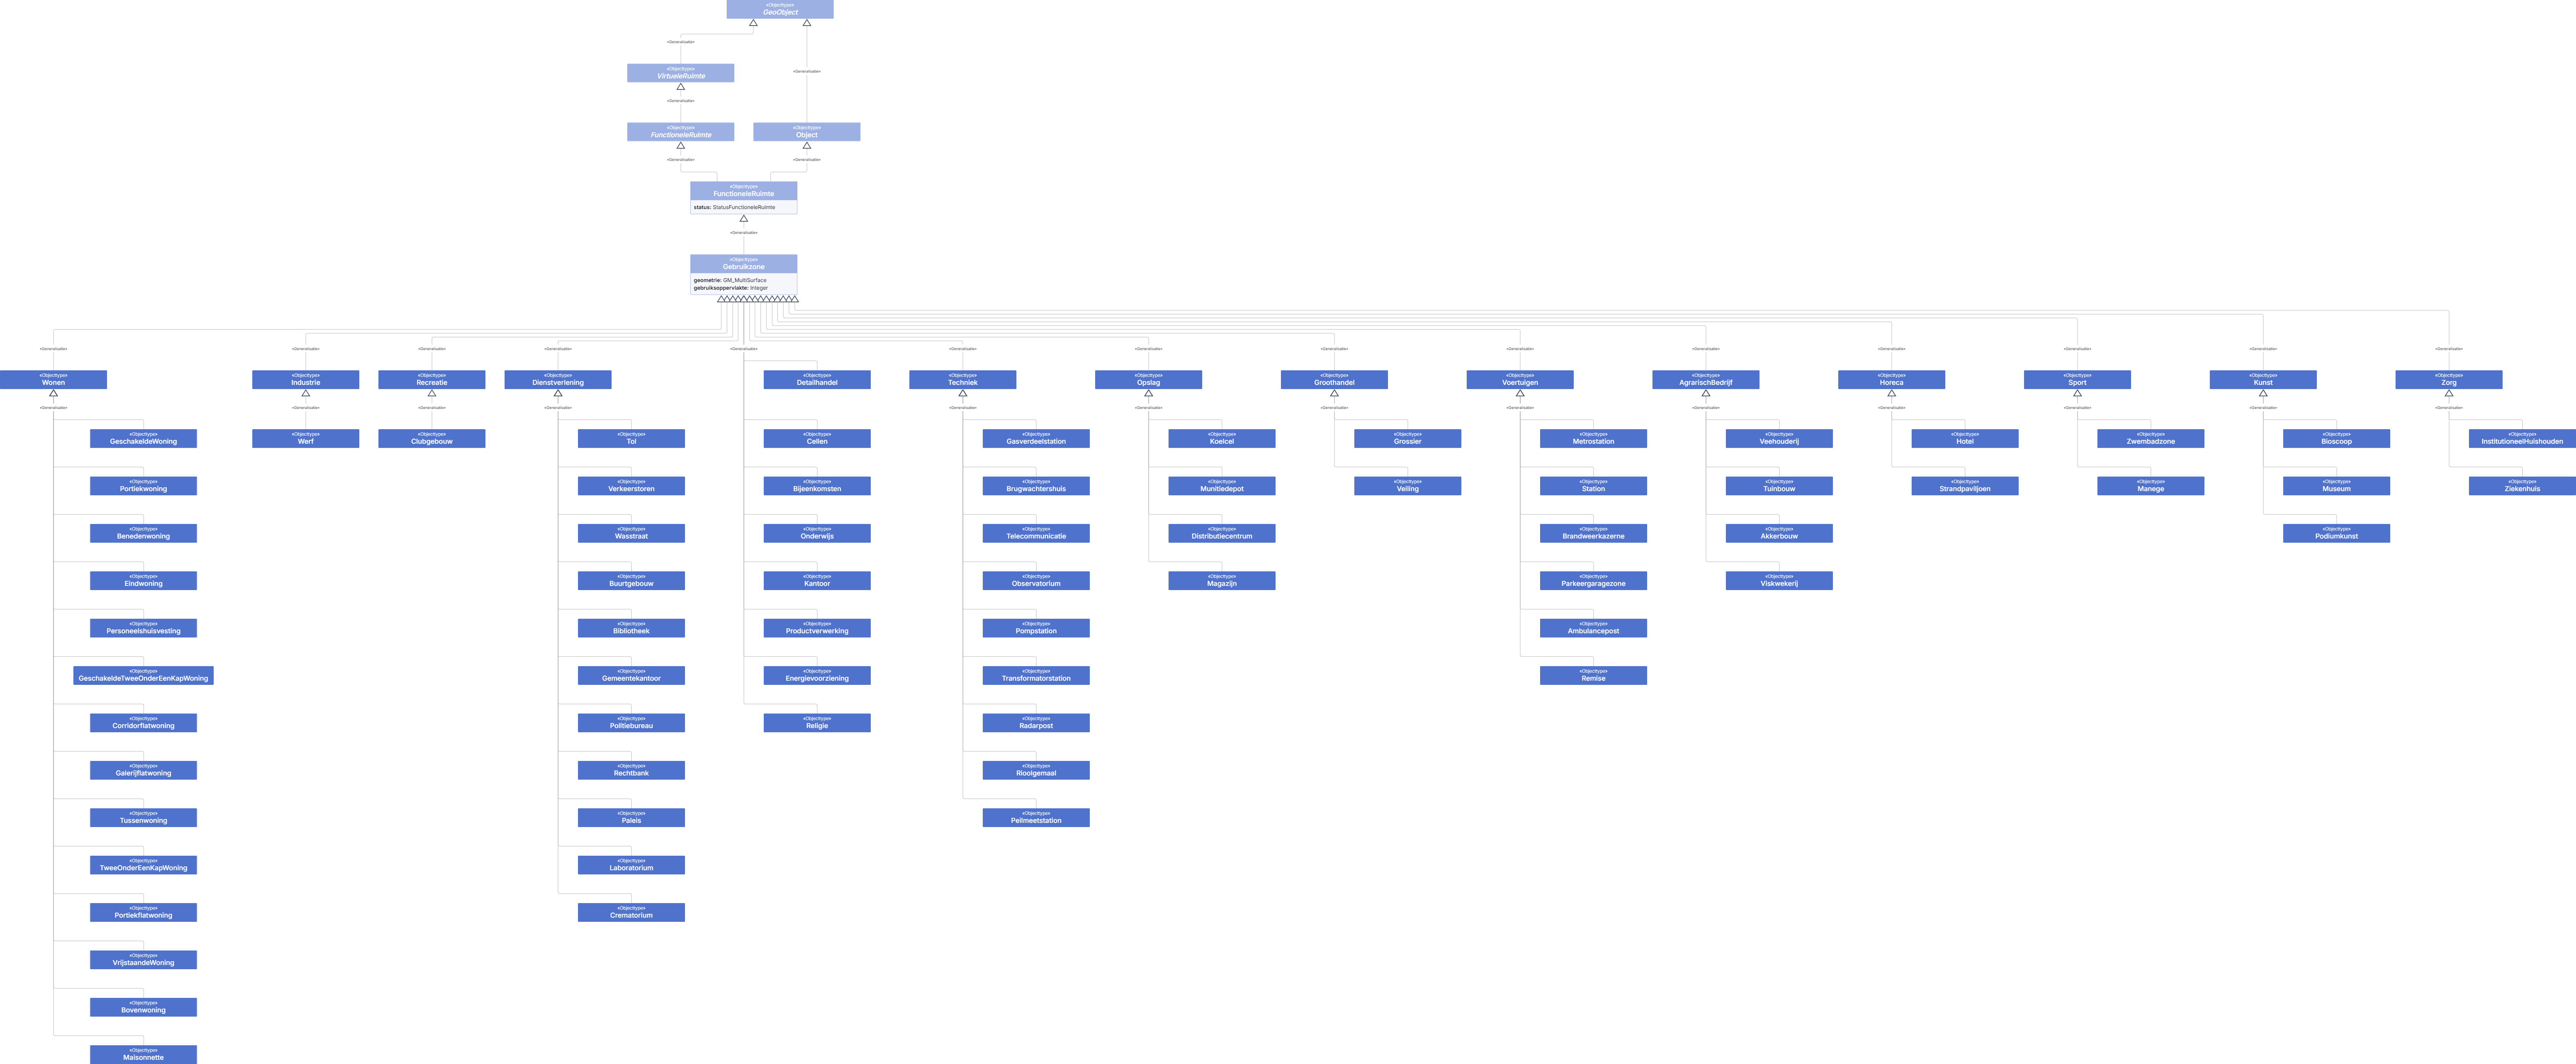 «Objecttype»
GeoObject
«Generalisatie»
«Objecttype»
VirtueleRuimte
«Generalisatie»
«Generalisatie»
«Objecttype»
FunctioneleRuimte
«Objecttype»
Object
«Generalisatie»
«Generalisatie»
«Objecttype»
FunctioneleRuimte
status: StatusFunctioneleRuimte
«Generalisatie»
«Objecttype»
Gebruikzone
geometrie: GM_MultiSurface
gebruiksoppervlakte: Integer
«Generalisatie»
«Generalisatie»
«Generalisatie»
«Generalisatie»
«Generalisatie»
«Generalisatie»
«Generalisatie»
«Generalisatie»
«Generalisatie»
«Generalisatie»
«Generalisatie»
«Generalisatie»
«Generalisatie»
«Generalisatie»
«Objecttype»
Wonen
«Objecttype»
Industrie
«Objecttype»
Recreatie
«Objecttype»
Dienstverlening
«Objecttype»
Detailhandel
«Objecttype»
Techniek
«Objecttype»
Opslag
«Objecttype»
Groothandel
«Objecttype»
Voertuigen
«Objecttype»
AgrarischBedrijf
«Objecttype»
Horeca
«Objecttype»
Sport
«Objecttype»
Kunst
«Objecttype»
Zorg
«Generalisatie»
«Generalisatie»
«Generalisatie»
«Generalisatie»
«Generalisatie»
«Generalisatie»
«Generalisatie»
«Generalisatie»
«Generalisatie»
«Generalisatie»
«Generalisatie»
«Generalisatie»
«Generalisatie»
«Objecttype»
GeschakeldeWoning
«Objecttype»
Werf
«Objecttype»
Clubgebouw
«Objecttype»
Tol
«Objecttype»
Cellen
«Objecttype»
Gasverdeelstation
«Objecttype»
Koelcel
«Objecttype»
Grossier
«Objecttype»
Metrostation
«Objecttype»
Veehouderij
«Objecttype»
Hotel
«Objecttype»
Zwembadzone
«Objecttype»
Bioscoop
«Objecttype»
InstitutioneelHuishouden
«Objecttype»
Portiekwoning
«Objecttype»
Verkeerstoren
«Objecttype»
Bijeenkomsten
«Objecttype»
Brugwachtershuis
«Objecttype»
Munitiedepot
«Objecttype»
Veiling
«Objecttype»
Station
«Objecttype»
Tuinbouw
«Objecttype»
Strandpaviljoen
«Objecttype»
Manege
«Objecttype»
Museum
«Objecttype»
Ziekenhuis
«Objecttype»
Benedenwoning
«Objecttype»
Wasstraat
«Objecttype»
Onderwijs
«Objecttype»
Telecommunicatie
«Objecttype»
Distributiecentrum
«Objecttype»
Brandweerkazerne
«Objecttype»
Akkerbouw
«Objecttype»
Podiumkunst
«Objecttype»
Eindwoning
«Objecttype»
Buurtgebouw
«Objecttype»
Kantoor
«Objecttype»
Observatorium
«Objecttype»
Magazijn
«Objecttype»
Parkeergaragezone
«Objecttype»
Viskwekerij
«Objecttype»
Personeelshuisvesting
«Objecttype»
Bibliotheek
«Objecttype»
Productverwerking
«Objecttype»
Pompstation
«Objecttype»
Ambulancepost
«Objecttype»
GeschakeldeTweeOnderEenKapWoning
«Objecttype»
Gemeentekantoor
«Objecttype»
Energievoorziening
«Objecttype»
Transformatorstation
«Objecttype»
Remise
«Objecttype»
Corridorflatwoning
«Objecttype»
Politiebureau
«Objecttype»
Religie
«Objecttype»
Radarpost
«Objecttype»
Galerijflatwoning
«Objecttype»
Rechtbank
«Objecttype»
Rioolgemaal
«Objecttype»
Tussenwoning
«Objecttype»
Paleis
«Objecttype»
Peilmeetstation
«Objecttype»
TweeOnderEenKapWoning
«Objecttype»
Laboratorium
«Objecttype»
Portiekflatwoning
«Objecttype»
Crematorium
«Objecttype»
VrijstaandeWoning
«Objecttype»
Bovenwoning
«Objecttype»
Maisonnette